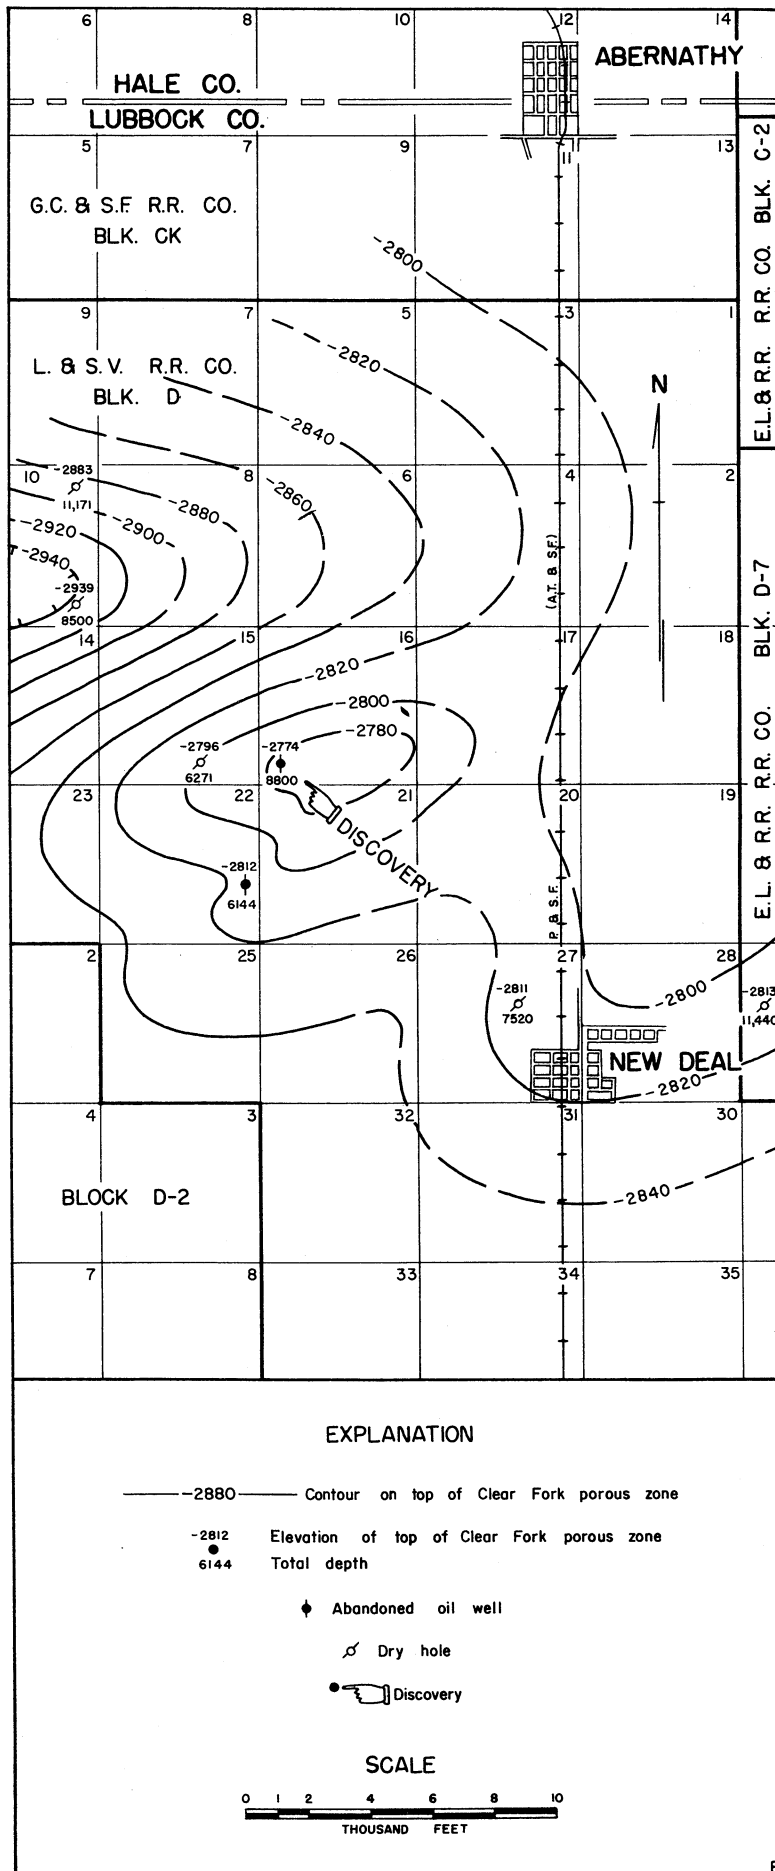 6 8 10 12 14
ABERNATHY
HALE CO.
LUBBOCK CO.
5 7 9 11 13
E.L.& R.R. R.R. CO. BLK. C-2
G.C. & S.F. R.R. CO.
BLK. CK
-2800
9 7 5 3 1
L. & S.V. R.R. CO.
BLK. D
-2820
N
-2840
10 8 6 4 2
-2883
11,171
-2860
-2880
-2900
-2920
-2940
(A.T. & S.F.)
-2939
8500
14 15 16 17 18
E.L. & R.R. R.R. CO. BLK. D-7
-2820
-2800
-2780
-2796
6271
-2774
8800
23 22 21 20 19
DISCOVERY
-2812
6144
P. & S.F.
2 25 26 27 28
-2811
7520
-2800
-2813
11,440
NEW DEAL
-2820
4 3 32 31 30
BLOCK D-2
-2840
7 8 33 34 35
EXPLANATION
-2880 Contour on top of Clear Fork porous zone
-2812 Elevation of top of Clear Fork porous zone
6144 Total depth
Abandoned oil well
Dry hole
Discovery
SCALE
0 1 2 4 6 8 10
THOUSAND FEET